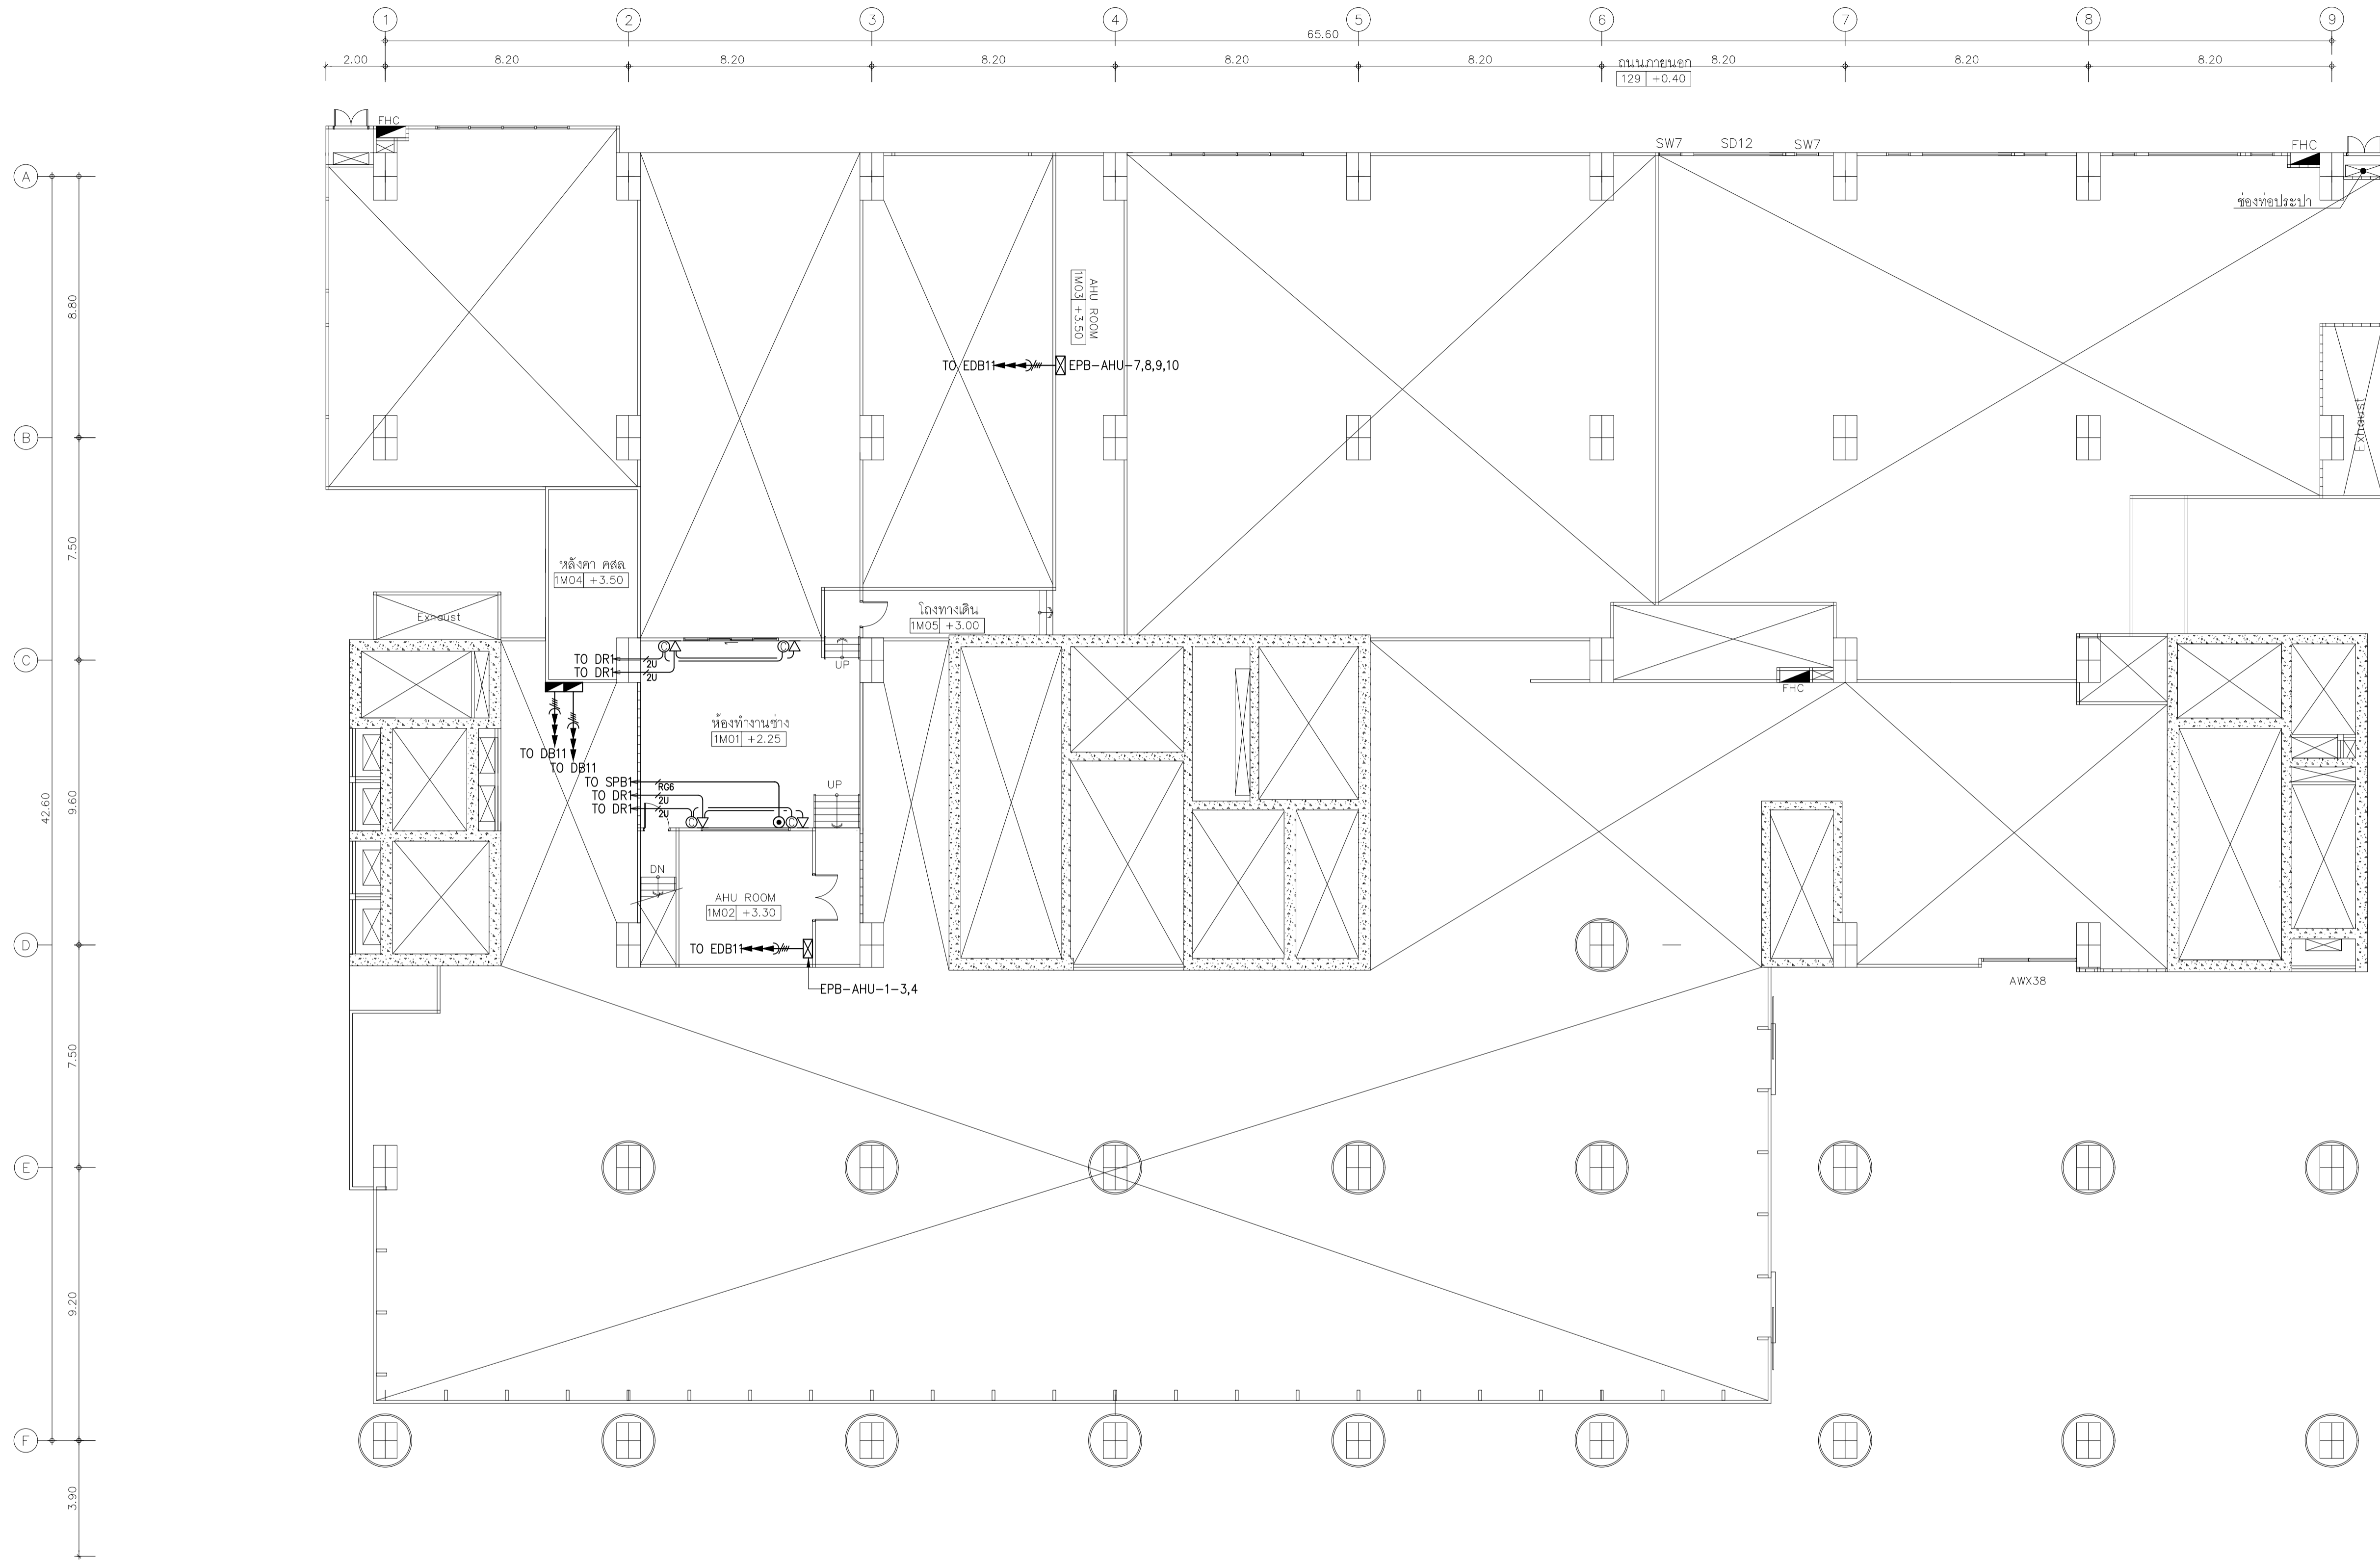 1 2 3 4 5 6 7 8 9
65.60
2.00 8.20 8.20 8.20 8.20 8.20 8.20 8.20 8.20
ถนนภายนอก
129 +0.40
FHC
SW7 SD12 SW7 FHC
A
ช่องท่อประปา
8.80
AHU ROOM
1M03 +3.50
TO EDB11 EPB-AHU-7,8,9,10
Exhaust
B
7.50
หลังคา คสล.
1M04 +3.50
Exhaust
โถงทางเดิน
1M05 +3.00
C
TO DR1 2U
TO DR1 2U
UP
FHC
ห้องทำงานช่าง
1M01 +2.25
TO DB11
TO DB11
TO SPB1 RG6
TO DR1 2U
TO DR1 2U
UP
42.60
9.60
DN
AHU ROOM
1M02 +3.30
D
TO EDB11
EPB-AHU-1-3,4
AWX38
7.50
E
9.20
F
3.90